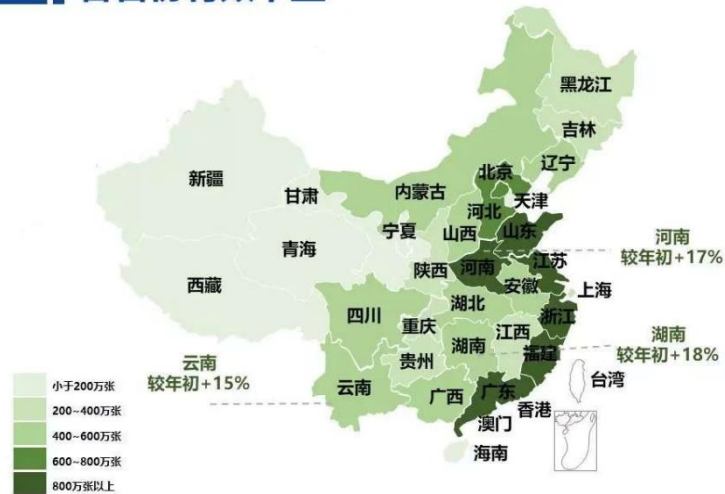 黑龙江
吉林
辽宁
北京
天津
新疆
甘肃
内蒙古
河北
山东
宁夏
山西
青海
河南
较年初+17%
陕西
河南
江苏
西藏
安徽
上海
四川
湖北
重庆
浙江
湖南
江西
湖南
较年初+18%
云南
较年初+15%
贵州
福建
台湾
云南
广西
广东
香港
澳门
海南
小于200万张
200~400万张
400~600万张
600~800万张
800万张以上